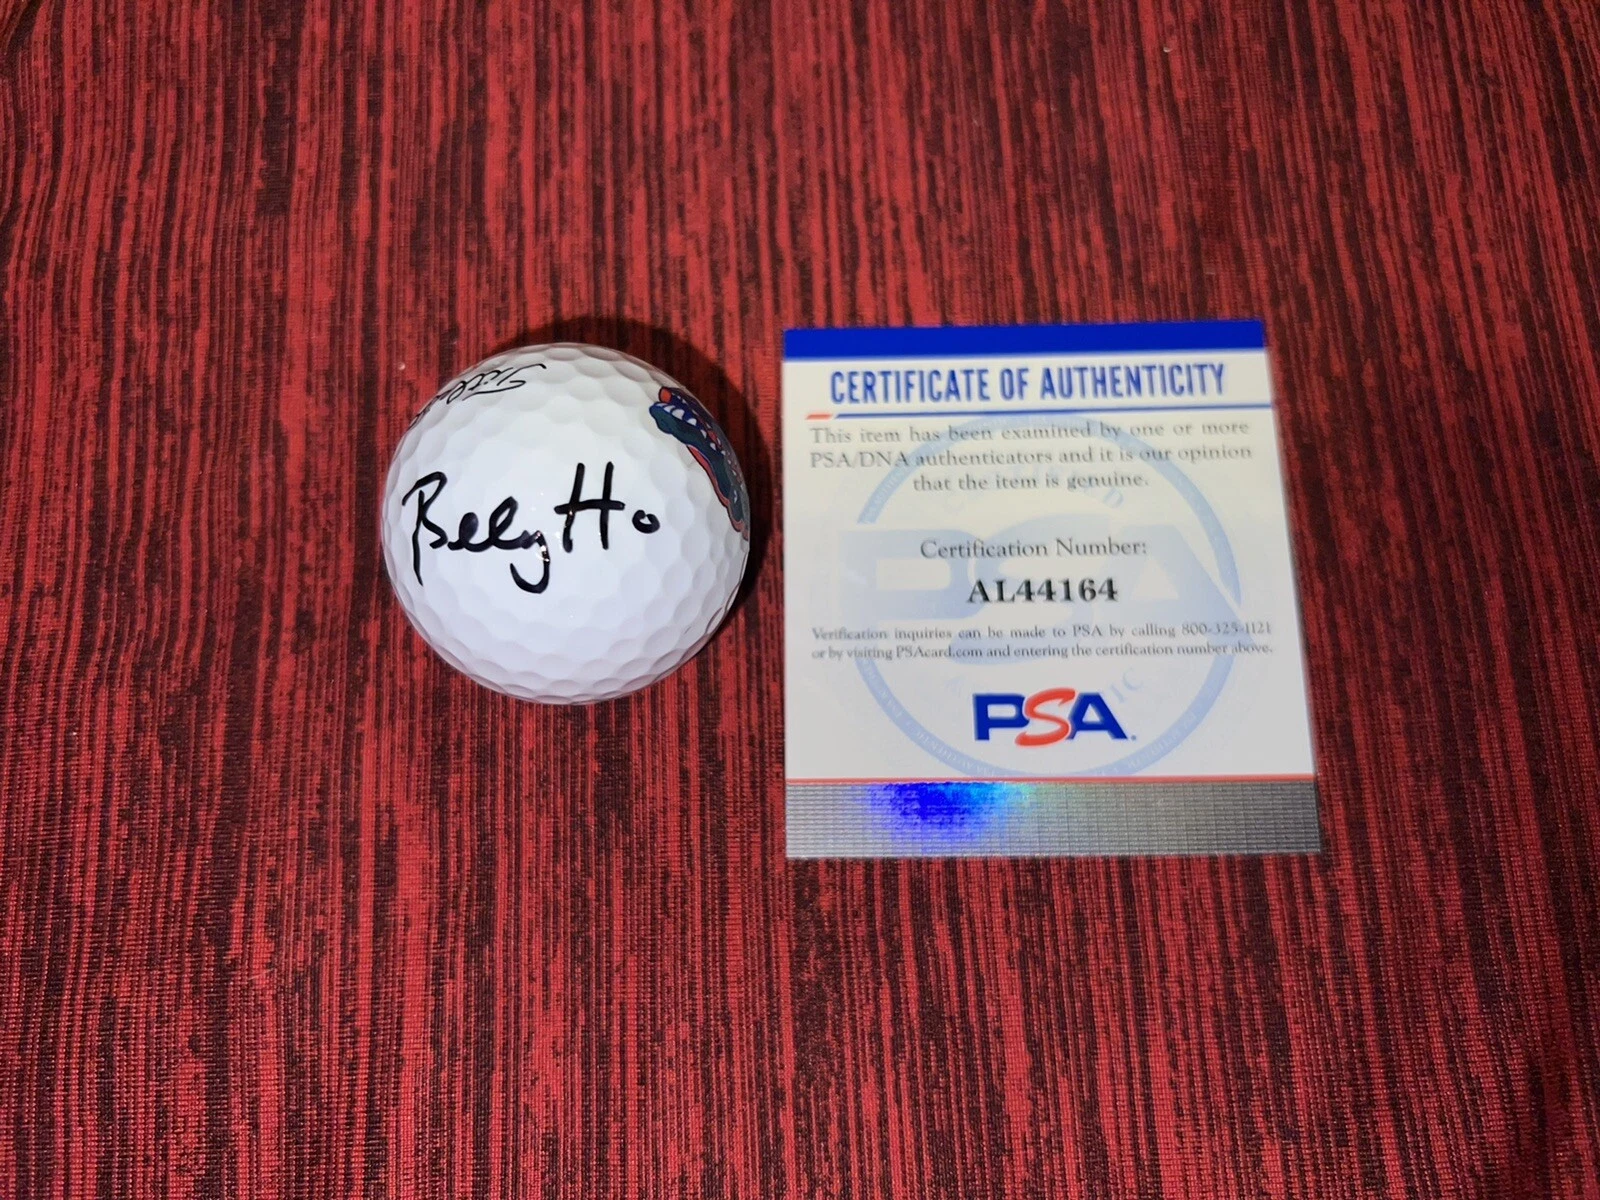 Billy Ho
CERTIFICATE OF AUTHENTICITY
This item has been examined by one or more
PSA/DNA authenticators and it is our opinion
that the item is genuine.
Certification Number:
AL44164
Verification inquiries can be made to PSA by calling 800-325-1121
or by visiting PSAcard.com and entering the certification number above.
PSA